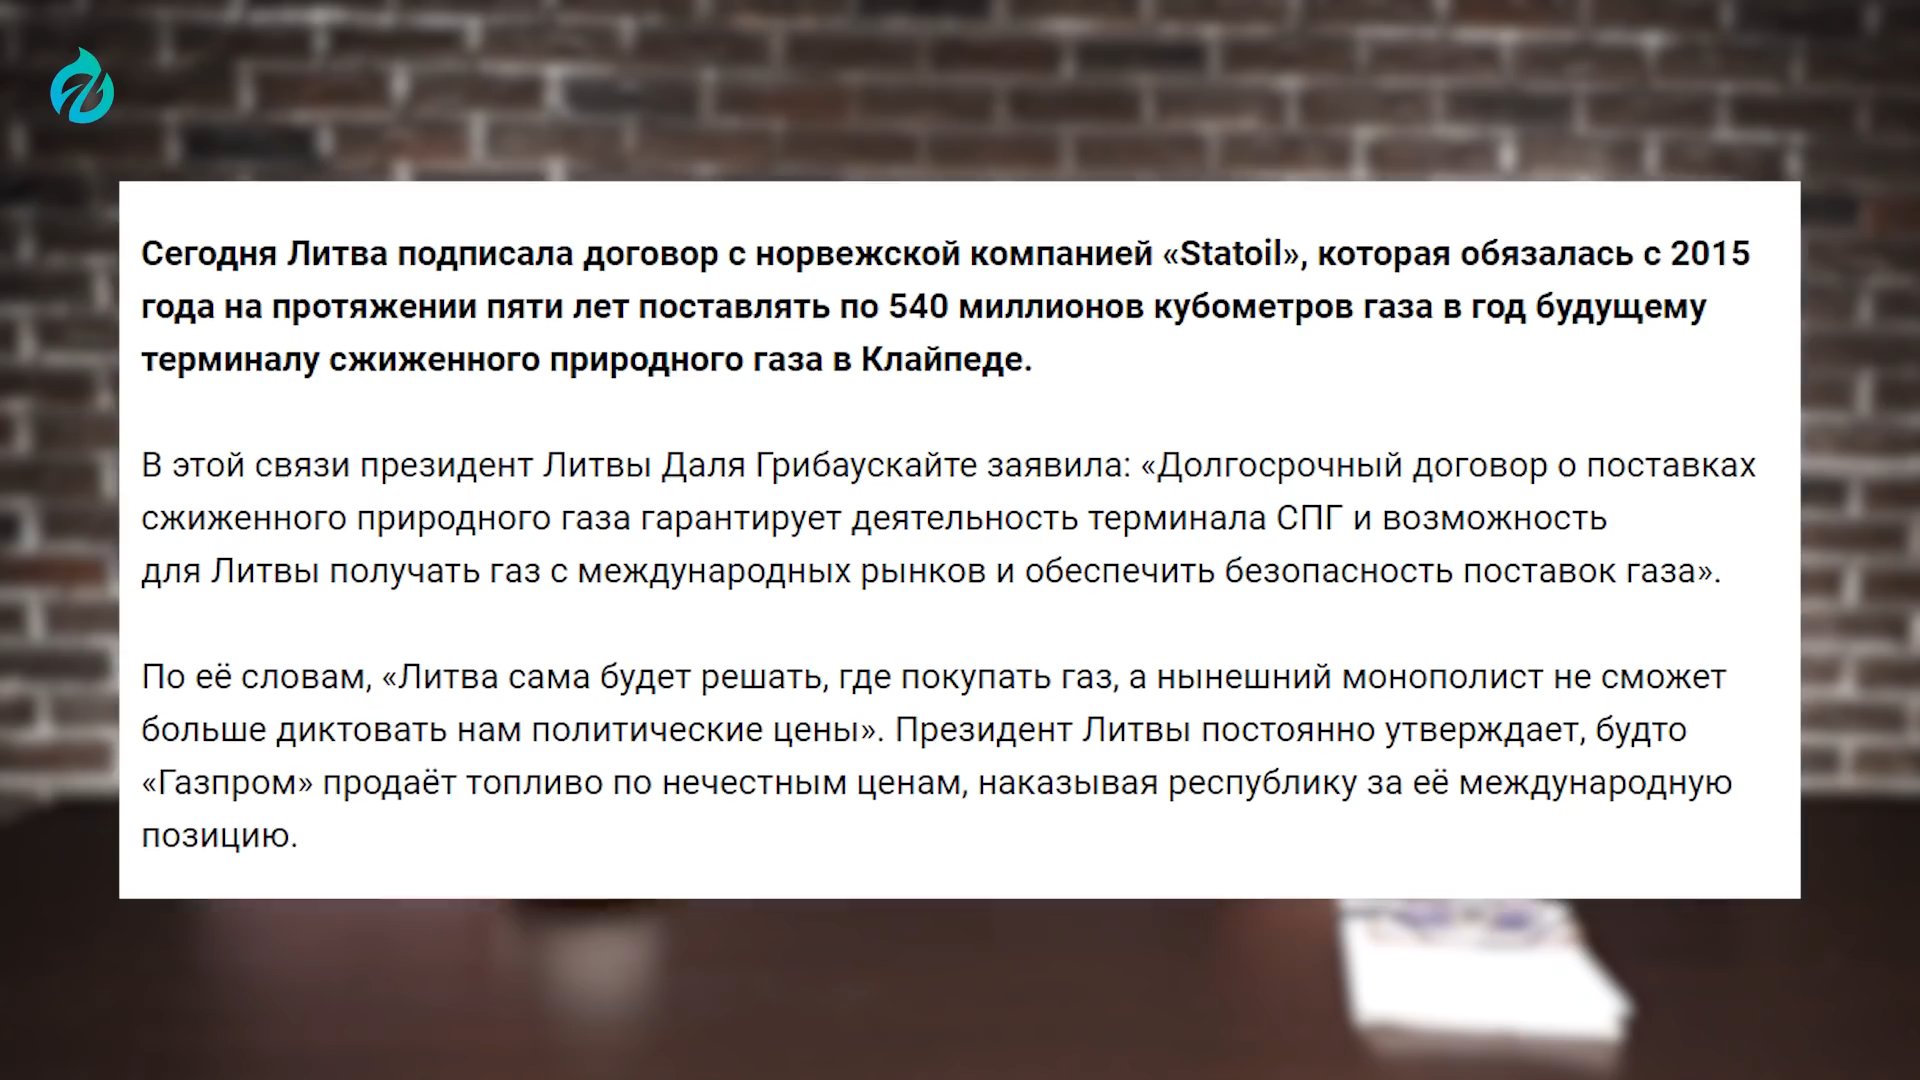 Сегодня Литва подписала договор с норвежской компанией «Statoil», которая обязалась с 2015
года на протяжении пяти лет поставлять по 540 миллионов кубометров газа в год будущему
терминалу сжиженного природного газа в Клайпеде.
В этой связи президент Литвы Даля Грибаускайте заявила: «Долгосрочный договор о поставках
сжиженного природного газа гарантирует деятельность терминала СПГ и возможность
для Литвы получать газ с международных рынков и обеспечить безопасность поставок газа».
По её словам, «Литва сама будет решать, где покупать газ, а нынешний монополист не сможет
больше диктовать нам политические цены». Президент Литвы постоянно утверждает, будто
«Газпром» продаёт топливо по нечестным ценам, наказывая республику за её международную
позицию.